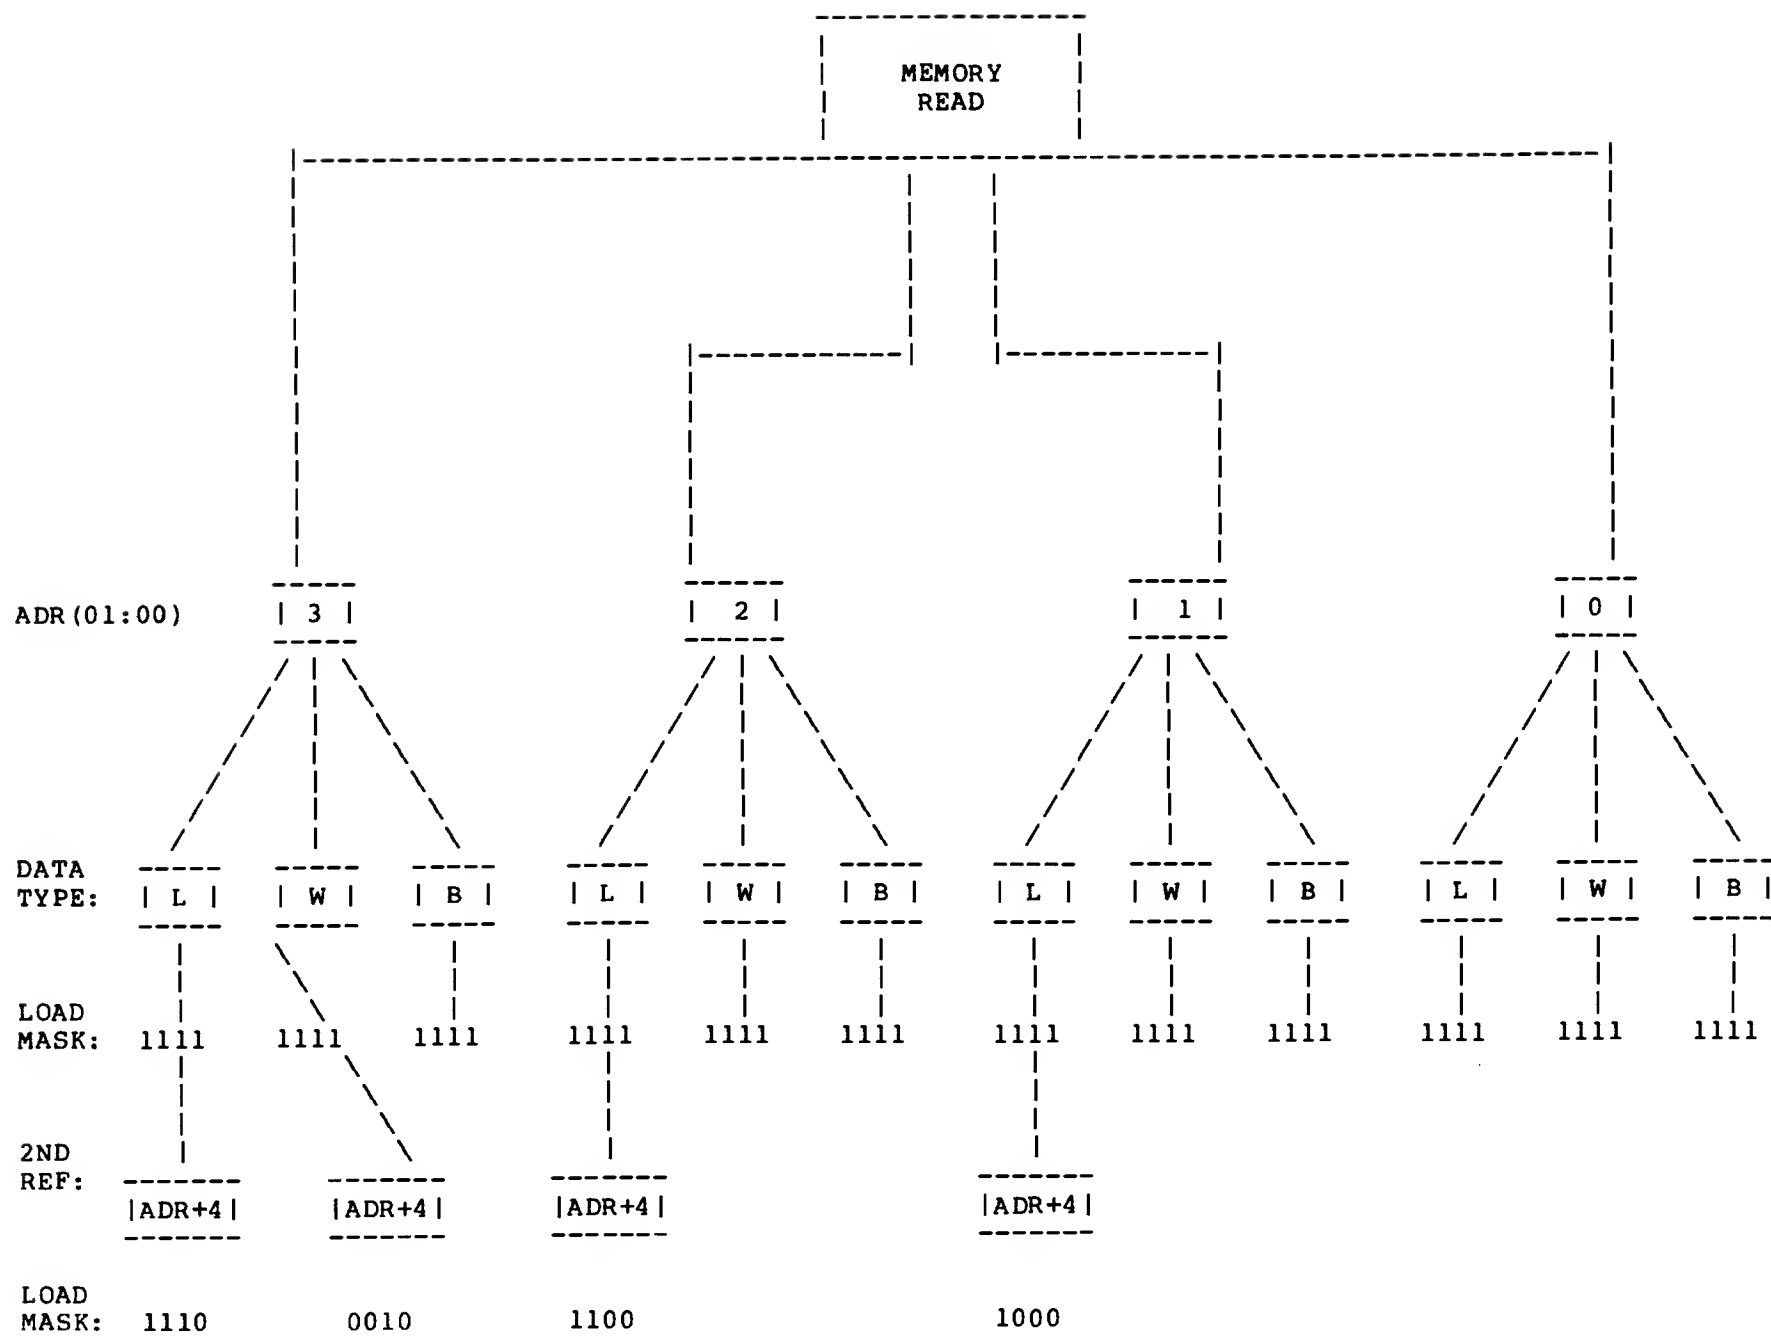 MEMORY
READ
ADR(01:00) | 3 | | 2 | | 1 | | 0 |
DATA
TYPE: | L | | W | | B | | L | | W | | B | | L | | W | | B | | L | | W | | B |
LOAD
MASK: 1111 1111 1111 1111 1111 1111 1111 1111 1111 1111 1111 1111
2ND
REF:
|ADR+4| |ADR+4| |ADR+4| |ADR+4|
LOAD
MASK: 1110 0010 1100 1000